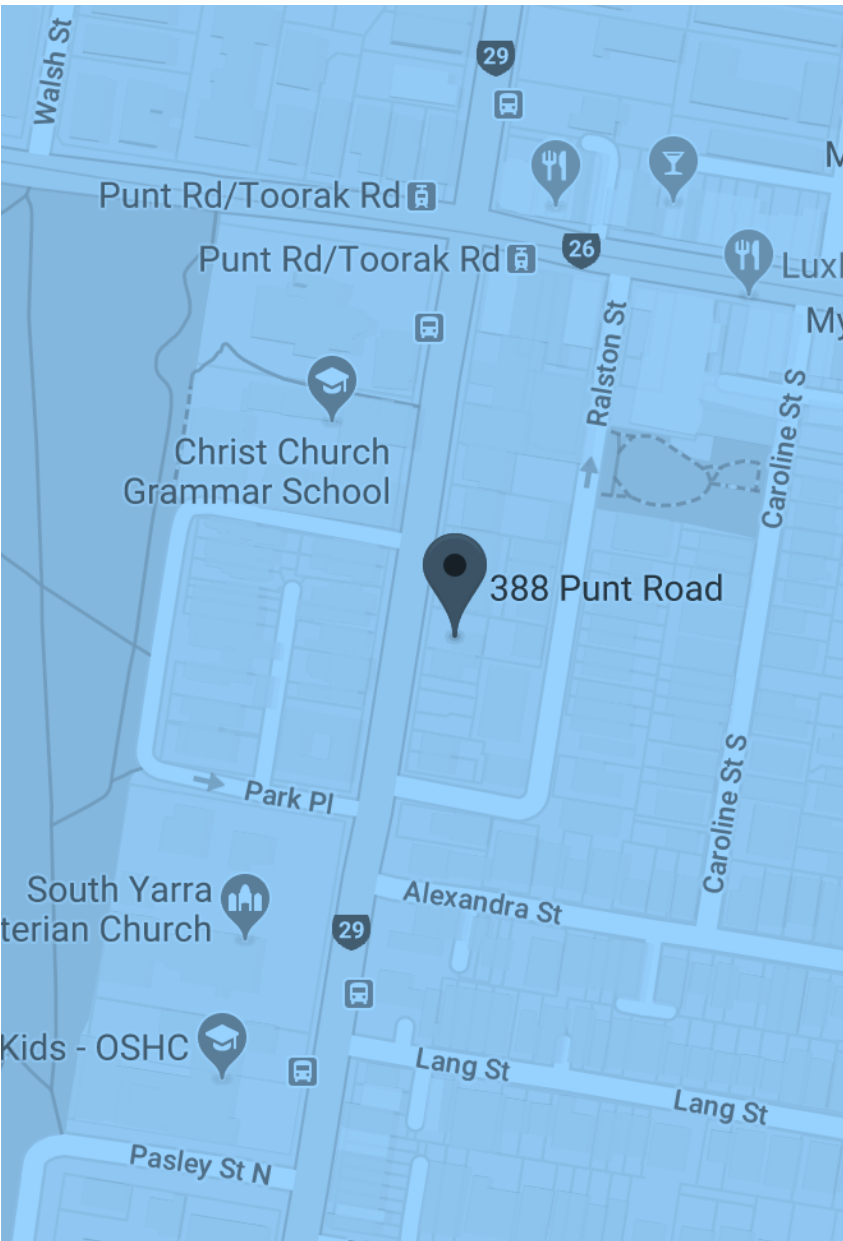 Walsh St
29
Punt Rd/Toorak Rd
Punt Rd/Toorak Rd
26
Ralston St
Caroline St S
Christ Church
Grammar School
388 Punt Road
Park Pl
Caroline St S
South Yarra
terian Church
Alexandra St
29
Kids - OSHC
Lang St
Lang St
Pasley St N
M
Luxl
My